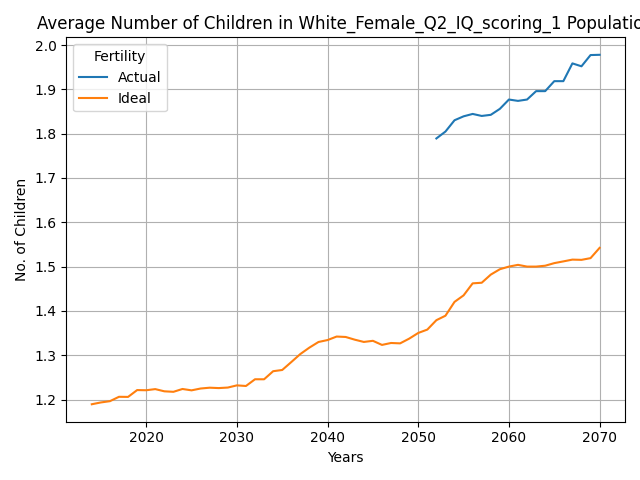 Average Number of Children in White_Female_Q2_IQ_scoring_1 Populatio
Fertility
Actual
Ideal
No. of Children
2.0
1.9
1.8
1.7
1.6
1.5
1.4
1.3
1.2
2020 2030 2040 2050 2060 2070
Years